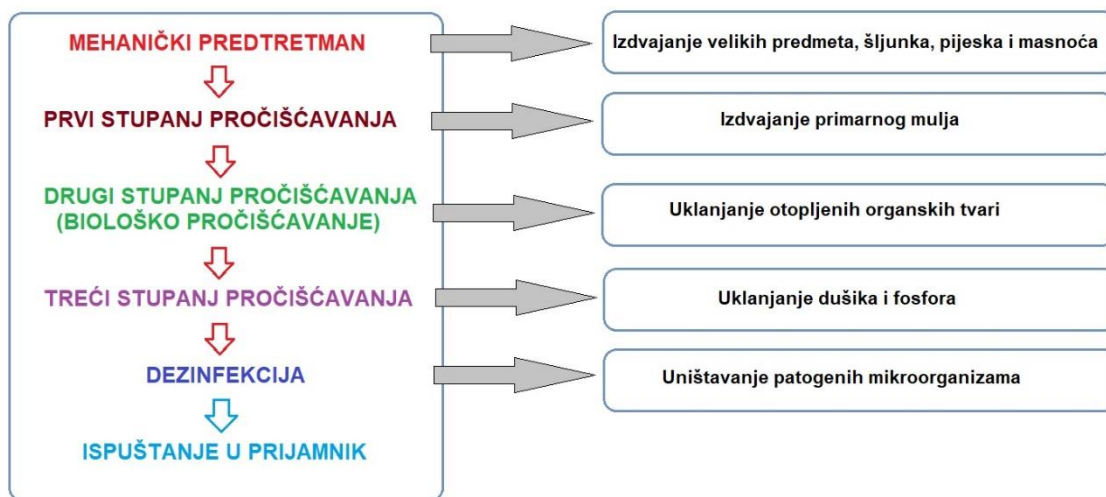 MEHANIČKI PREDTRETMAN
Izdvajanje velikih predmeta, šljunka, pijeska i masnoća
PRVI STUPANJ PROČIŠĆAVANJA
Izdvajanje primarnog mulja
DRUGI STUPANJ PROČIŠĆAVANJA
(BIOLOŠKO PROČIŠĆAVANJE)
Uklanjanje otopljenih organskih tvari
TREĆI STUPANJ PROČIŠĆAVANJA
Uklanjanje dušika i fosfora
DEZINFEKCIJA
Uništavanje patogenih mikroorganizama
ISPUŠTANJE U PRIJAMNIK